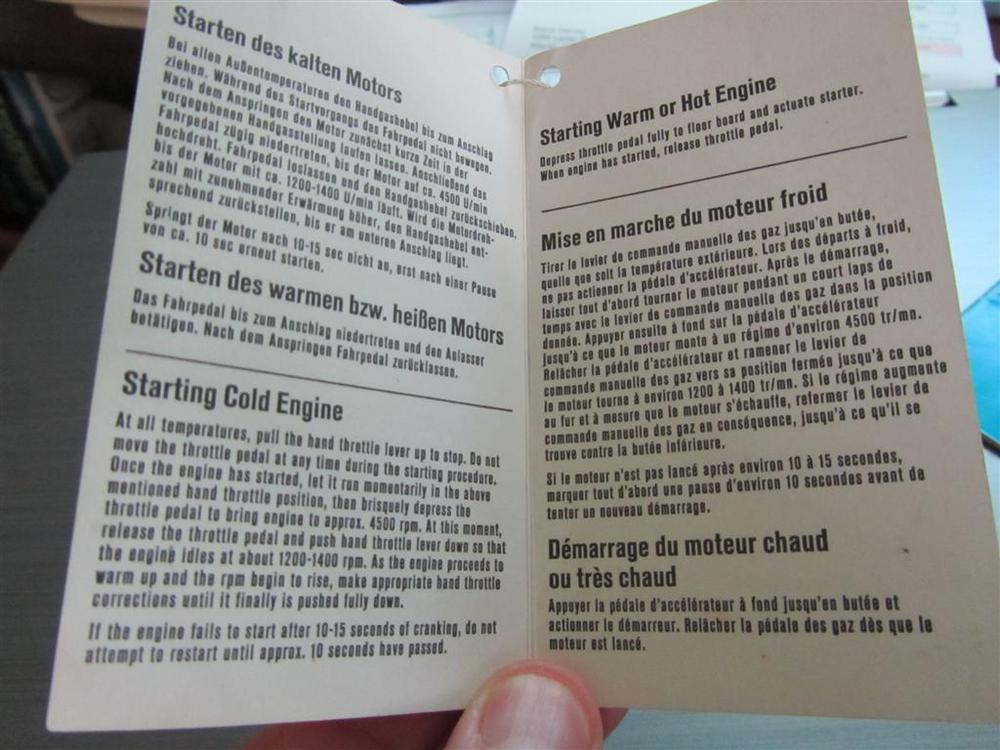 Starten des kalten Motors
Bei allen Außentemperaturen den Handgashebel bis zum Anschlag
ziehen. Während des Startvorgangs des Fahrpedal nicht bewegen.
Nach dem Anspringen den Motor zunächst kurze Zeit in der
vorgegebenen Handgasstellung laufen lassen. Anschließend das
Fahrpedal zügig niedertreten, bis der Motor auf ca. 4500 U/min
hochdreht. Fahrpedal loslassen und den Handgashebel zurückschieben,
bis der Motor mit ca. 1200-1400 U/min läuft. Wird die Motordreh-
zahl mit zunehmender Erwärmung höher, den Handgashebel ent-
sprechend zurückstellen, bis er am unteren Anschlag liegt.
Springt der Motor nach 10-15 sec nicht an, erst nach einer Pause
von ca. 10 sec erneut starten.
Starten des warmen bzw. heißen Motors
Das Fahrpedal bis zum Anschlag niedertreten und den Anlasser
betätigen. Nach dem Anspringen Fahrpedal zurücklassen.
Starting Cold Engine
At all temperatures, pull the hand throttle lever up to stop. Do not
move the throttle pedal at any time during the starting procedure.
Once the engine has started, let it run momentarily in the above
mentioned hand throttle position, then brisquely depress the
throttle pedal to bring engine to approx. 4500 rpm. At this moment,
release the throttle pedal and push hand throttle lever down so that
the engine idles at about 1200-1400 rpm. As the engine proceeds to
warm up and the rpm begin to rise, make appropriate hand throttle
corrections until it finally is pushed fully down.
If the engine fails to start after 10-15 seconds of cranking, do not
attempt to restart until approx. 10 seconds have passed.
Starting Warm or Hot Engine
Depress throttle pedal fully to floor board and actuate starter.
When engine has started, release throttle pedal.
Mise en marche du moteur froid
Tirer le levier de commande manuelle des gaz jusqu'en butée,
quelle que soit la température extérieure. Lors des départs à froid,
ne pas actionner la pédale d'accélérateur. Après le démarrage,
laisser tout d'abord tourner le moteur pendant un court laps de
temps avec le levier de commande manuelle des gaz dans la position
donnée. Appuyer ensuite à fond sur la pédale d'accélérateur
jusqu'à ce que le moteur monte à un régime d'environ 4500 tr/mn.
Relâcher la pédale d'accélérateur et ramener le levier de
commande manuelle des gaz vers sa position fermée jusqu'à ce que
le moteur tourne à environ 1200 à 1400 tr/mn. Si le régime augmente
au fur et à mesure que le moteur s'échauffe, refermer le levier de
commande manuelle des gaz en conséquence, jusqu'à ce qu'il se
trouve contre la butée inférieure.
Si le moteur n'est pas lancé après environ 10 à 15 secondes,
marquer tout d'abord une pause d'environ 10 secondes avant de
tenter un nouveau démarrage.
Démarrage du moteur chaud
ou très chaud
Appuyer la pédale d'accélérateur à fond jusqu'en butée et
actionner le démarreur. Relâcher la pédale des gaz dès que le
moteur est lancé.